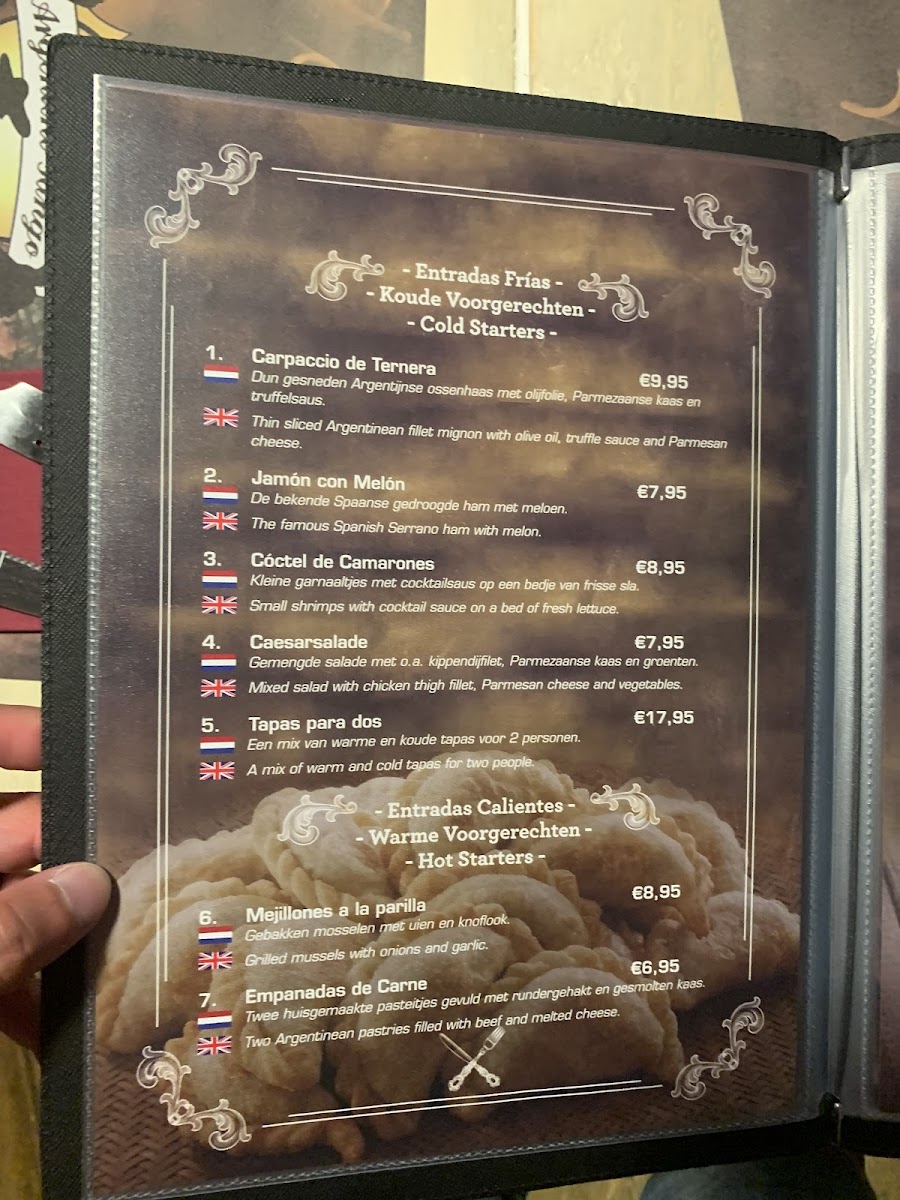 Argentino Tango
- Entradas Frías -
- Koude Voorgerechten -
- Cold Starters -
1. Carpaccio de Ternera €9,95
Dun gesneden Argentijnse ossenhaas met olijfolie, Parmezaanse kaas en
truffelsaus.
Thin sliced Argentinean fillet mignon with olive oil, truffle sauce and Parmesan
cheese.
2. Jamón con Melón €7,95
De bekende Spaanse gedroogde ham met meloen.
The famous Spanish Serrano ham with melon.
3. Cóctel de Camarones €8,95
Kleine garnaaltjes met cocktailsaus op een bedje van frisse sla.
Small shrimps with cocktail sauce on a bed of fresh lettuce.
4. Caesarsalade €7,95
Gemengde salade met o.a. kippendijfilet, Parmezaanse kaas en groenten.
Mixed salad with chicken thigh fillet, Parmesan cheese and vegetables.
5. Tapas para dos €17,95
Een mix van warme en koude tapas voor 2 personen.
A mix of warm and cold tapas for two people.
- Entradas Calientes -
- Warme Voorgerechten -
- Hot Starters -
6. Mejillones a la parilla €8,95
Gebakken mosselen met uien en knoflook.
Grilled mussels with onions and garlic.
7. Empanadas de Carne €6,95
Twee huisgemaakte pasteitjes gevuld met rundergehakt en gesmolten kaas.
Two Argentinean pastries filled with beef and melted cheese.